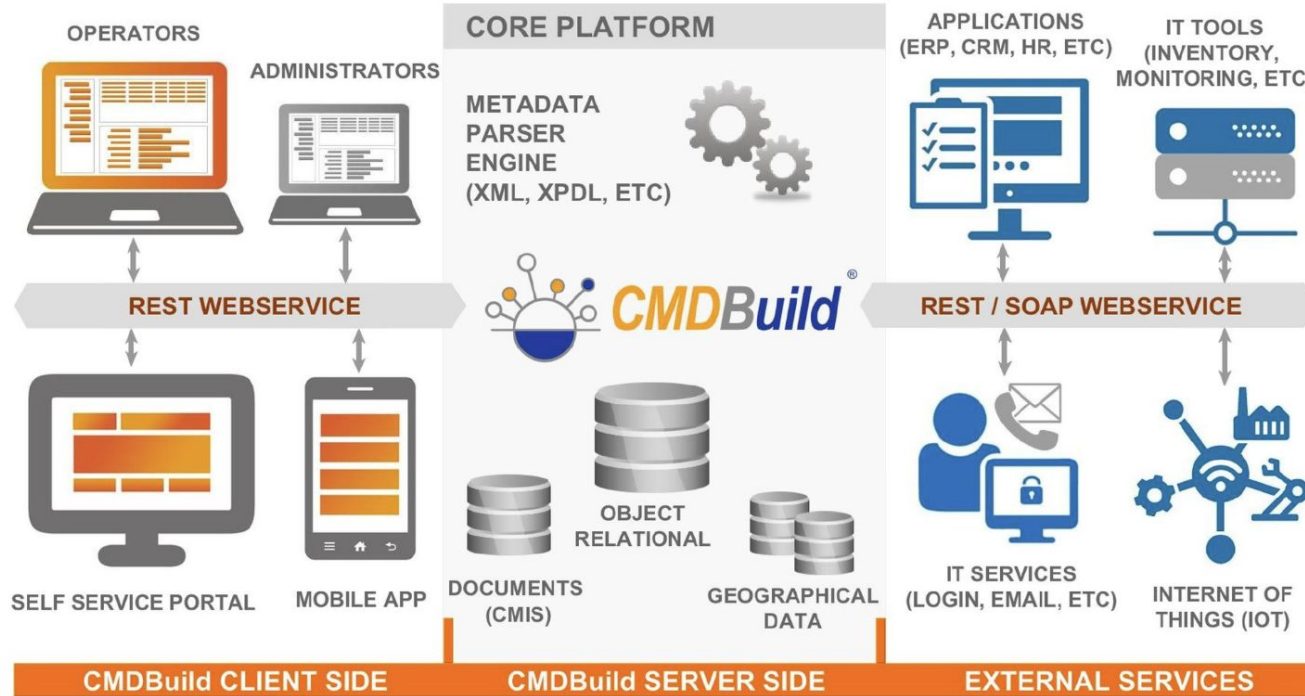 OPERATORS
ADMINISTRATORS
REST WEBSERVICE
SELF SERVICE PORTAL
MOBILE APP
CMDBuild CLIENT SIDE
CORE PLATFORM
METADATA
PARSER
ENGINE
(XML, XPDL, ETC)
CMDBuild®
OBJECT
RELATIONAL
DOCUMENTS
(CMIS)
GEOGRAPHICAL
DATA
CMDBuild SERVER SIDE
APPLICATIONS
(ERP, CRM, HR, ETC)
IT TOOLS
(INVENTORY,
MONITORING, ETC
REST / SOAP WEBSERVICE
IT SERVICES
(LOGIN, EMAIL, ETC)
INTERNET OF
THINGS (IOT)
EXTERNAL SERVICES